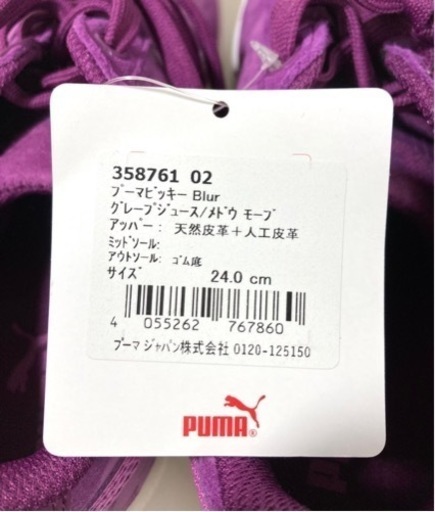 358761 02
プーマビッキー Blur
グレープジュース/メドウ モーブ
アッパー: 天然皮革+人工皮革
ミッドソール:
アウトソール: ゴム底
サイズ 24.0 cm
4 055262 767860
プーマ ジャパン株式会社 0120-125150
PUMA®